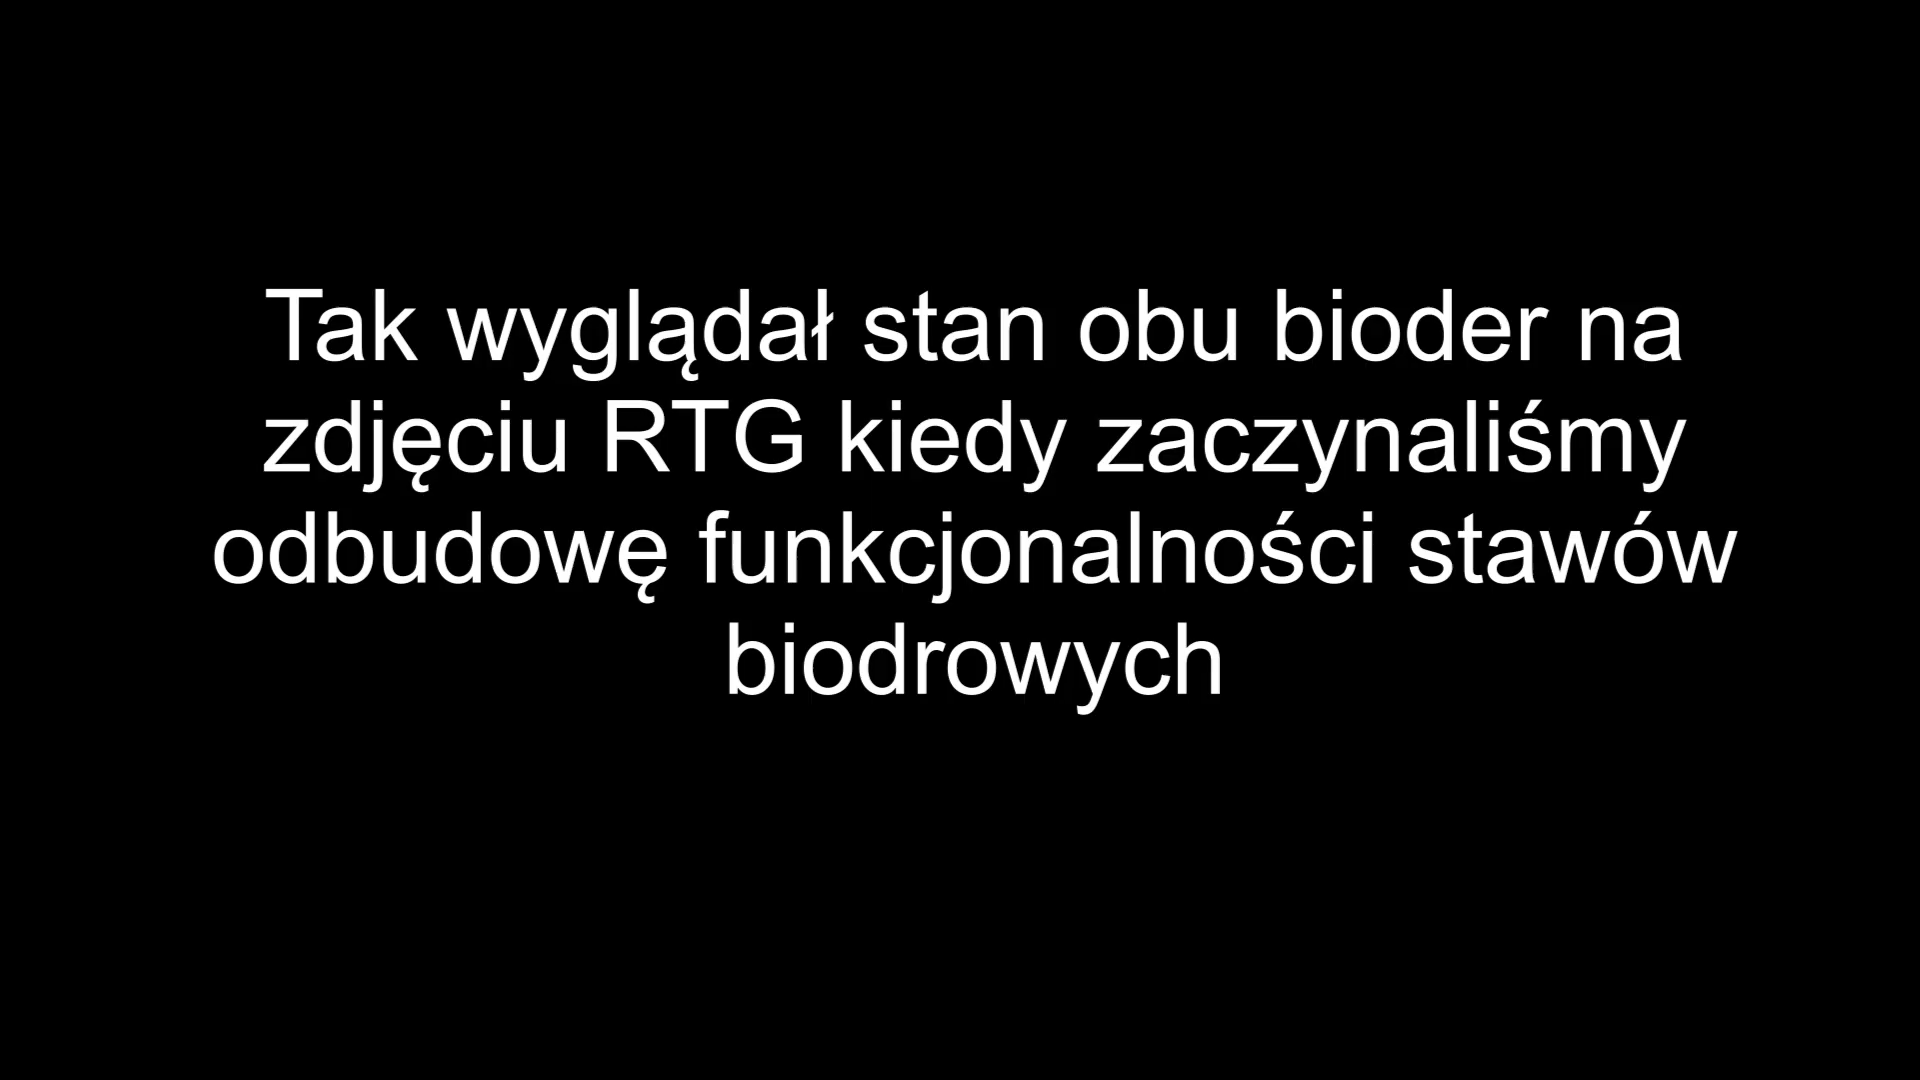 Tak wyglądał stan obu bioder na
zdjęciu RTG kiedy zaczynaliśmy
odbudowę funkcjonalności stawów
biodrowych